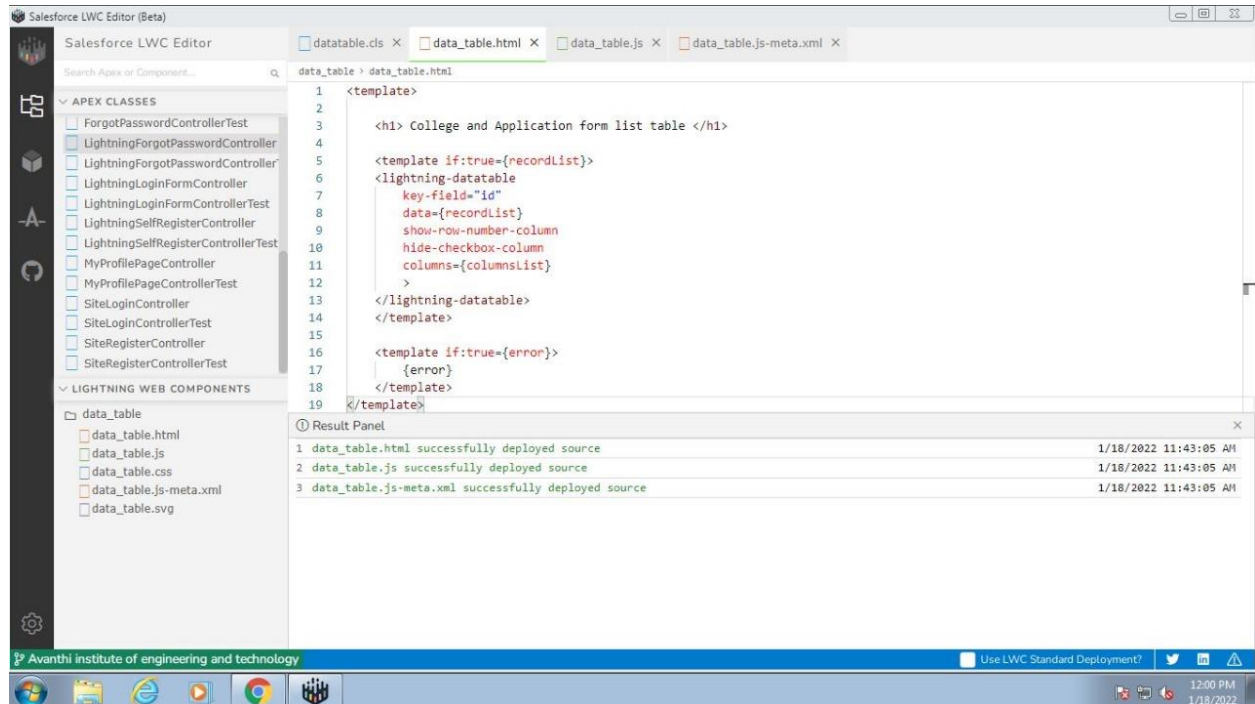 Salesforce LWC Editor (Beta)
Salesforce LWC Editor
datatable.cls
data_table.html
data_table.js
data_table.js-meta.xml
Search Apex or Component...
data_table > data_table.html
APEX CLASSES
ForgotPasswordControllerTest
LightningForgotPasswordController
LightningForgotPasswordController
LightningLoginFormController
LightningLoginFormControllerTest
LightningSelfRegisterController
LightningSelfRegisterControllerTest
MyProfilePageController
MyProfilePageControllerTest
SiteLoginController
SiteLoginControllerTest
SiteRegisterController
SiteRegisterControllerTest
LIGHTNING WEB COMPONENTS
data_table
data_table.html
data_table.js
data_table.css
data_table.js-meta.xml
data_table.svg
1 <template>
2
3 <h1> College and Application form list table </h1>
4
5 <template if:true={recordList}>
6 <lightning-datatable
7 key-field="id"
8 data={recordList}
9 show-row-number-column
10 hide-checkbox-column
11 columns={columnsList}
12 >
13 </lightning-datatable>
14 </template>
15
16 <template if:true={error}>
17 {error}
18 </template>
19 </template>
Result Panel
1 data_table.html successfully deployed source 1/18/2022 11:43:05 AM
2 data_table.js successfully deployed source 1/18/2022 11:43:05 AM
3 data_table.js-meta.xml successfully deployed source 1/18/2022 11:43:05 AM
Avanthi institute of engineering and technology
Use LWC Standard Deployment?
in
12:00 PM
1/18/2022